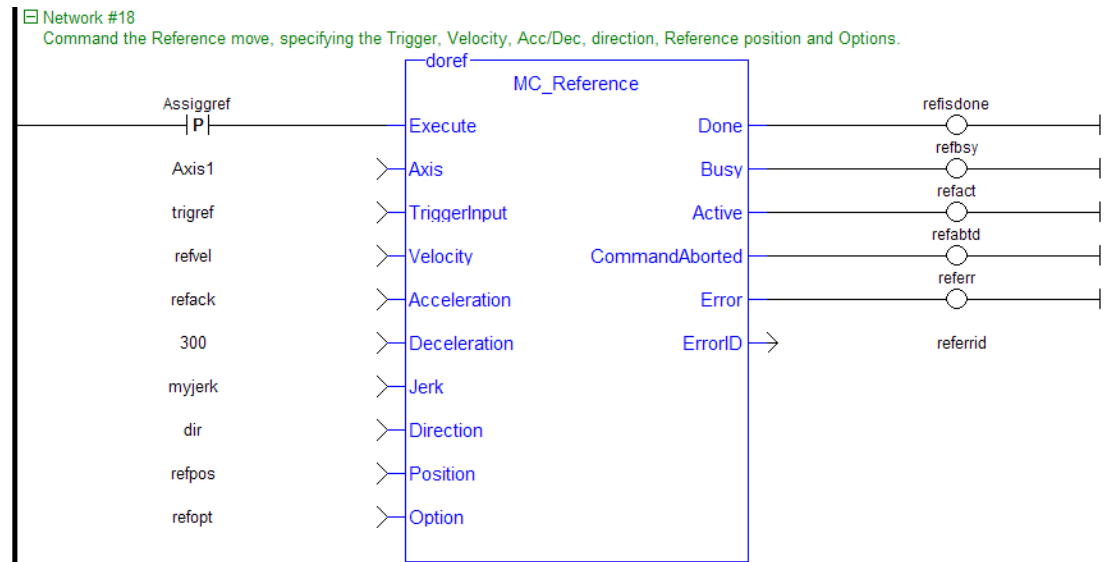 Network #18
Command the Reference move, specifying the Trigger, Velocity, Acc/Dec, direction, Reference position and Options.
doref
MC_Reference
Assiggref
P
Execute
Done
refisdone
Axis1
Axis
Busy
refbsy
trigref
TriggerInput
Active
refact
refvel
Velocity
CommandAborted
refabtd
refack
Acceleration
Error
referr
300
Deceleration
ErrorID
referrid
myjerk
Jerk
dir
Direction
refpos
Position
refopt
Option